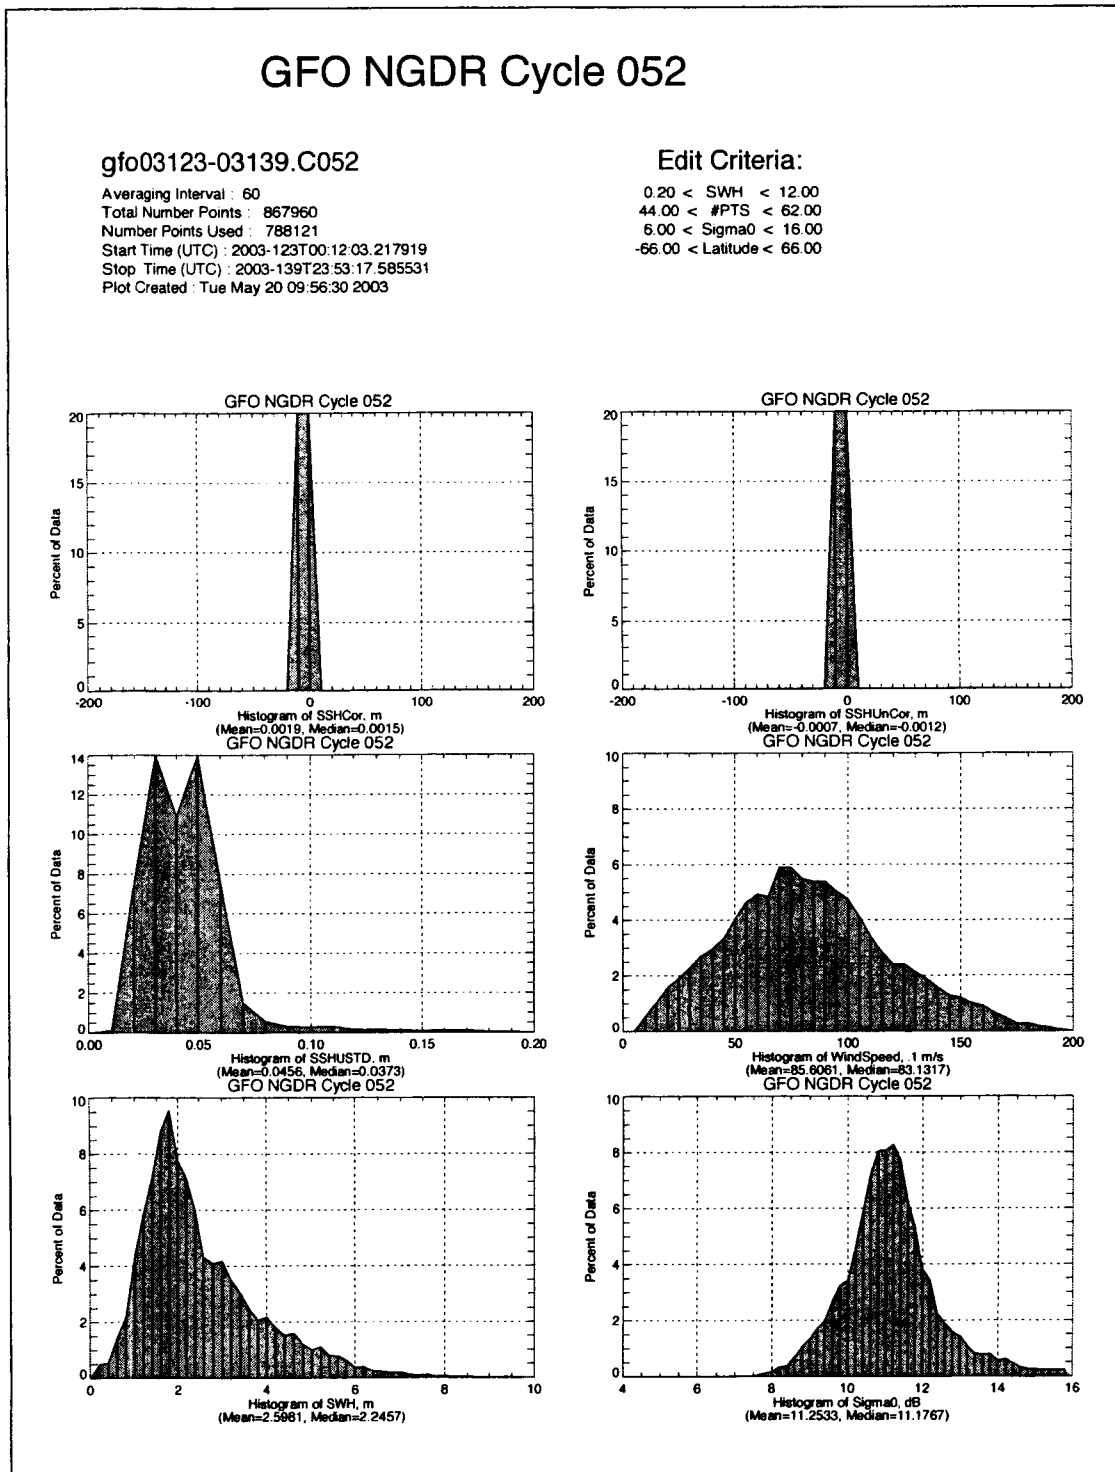 GFO NGDR Cycle 052
gfo03123-03139.C052
Averaging Interval : 60
Total Number Points : 867960
Number Points Used : 788121
Start Time (UTC) : 2003-123T00:12:03.217919
Stop Time (UTC) : 2003-139T23:53:17.585531
Plot Created : Tue May 20 09:56:30 2003
Edit Criteria:
0.20 < SWH < 12.00
44.00 < #PTS < 62.00
6.00 < Sigma0 < 16.00
-66.00 < Latitude < 66.00
GFO NGDR Cycle 052
Percent of Data
20
15
10
5
0
-200 -100 0 100 200
Histogram of SSHCor, m
(Mean=0.0019, Median=0.0015)
GFO NGDR Cycle 052
Percent of Data
20
15
10
5
0
-200 -100 0 100 200
Histogram of SSHUnCor, m
(Mean=-0.0007, Median=-0.0012)
GFO NGDR Cycle 052
Percent of Data
14
12
10
8
6
4
2
0
0.00 0.05 0.10 0.15 0.20
Histogram of SSHUSTD, m
(Mean=0.0456, Median=0.0373)
GFO NGDR Cycle 052
Percent of Data
10
8
6
4
2
0
0 50 100 150 200
Histogram of WindSpeed, .1 m/s
(Mean=85.6061, Median=83.1317)
GFO NGDR Cycle 052
Percent of Data
10
8
6
4
2
0
0 2 4 6 8 10
Histogram of SWH, m
(Mean=2.5981, Median=2.2457)
GFO NGDR Cycle 052
Percent of Data
10
8
6
4
2
0
4 6 8 10 12 14 16
Histogram of Sigma0, dB
(Mean=11.2533, Median=11.1767)